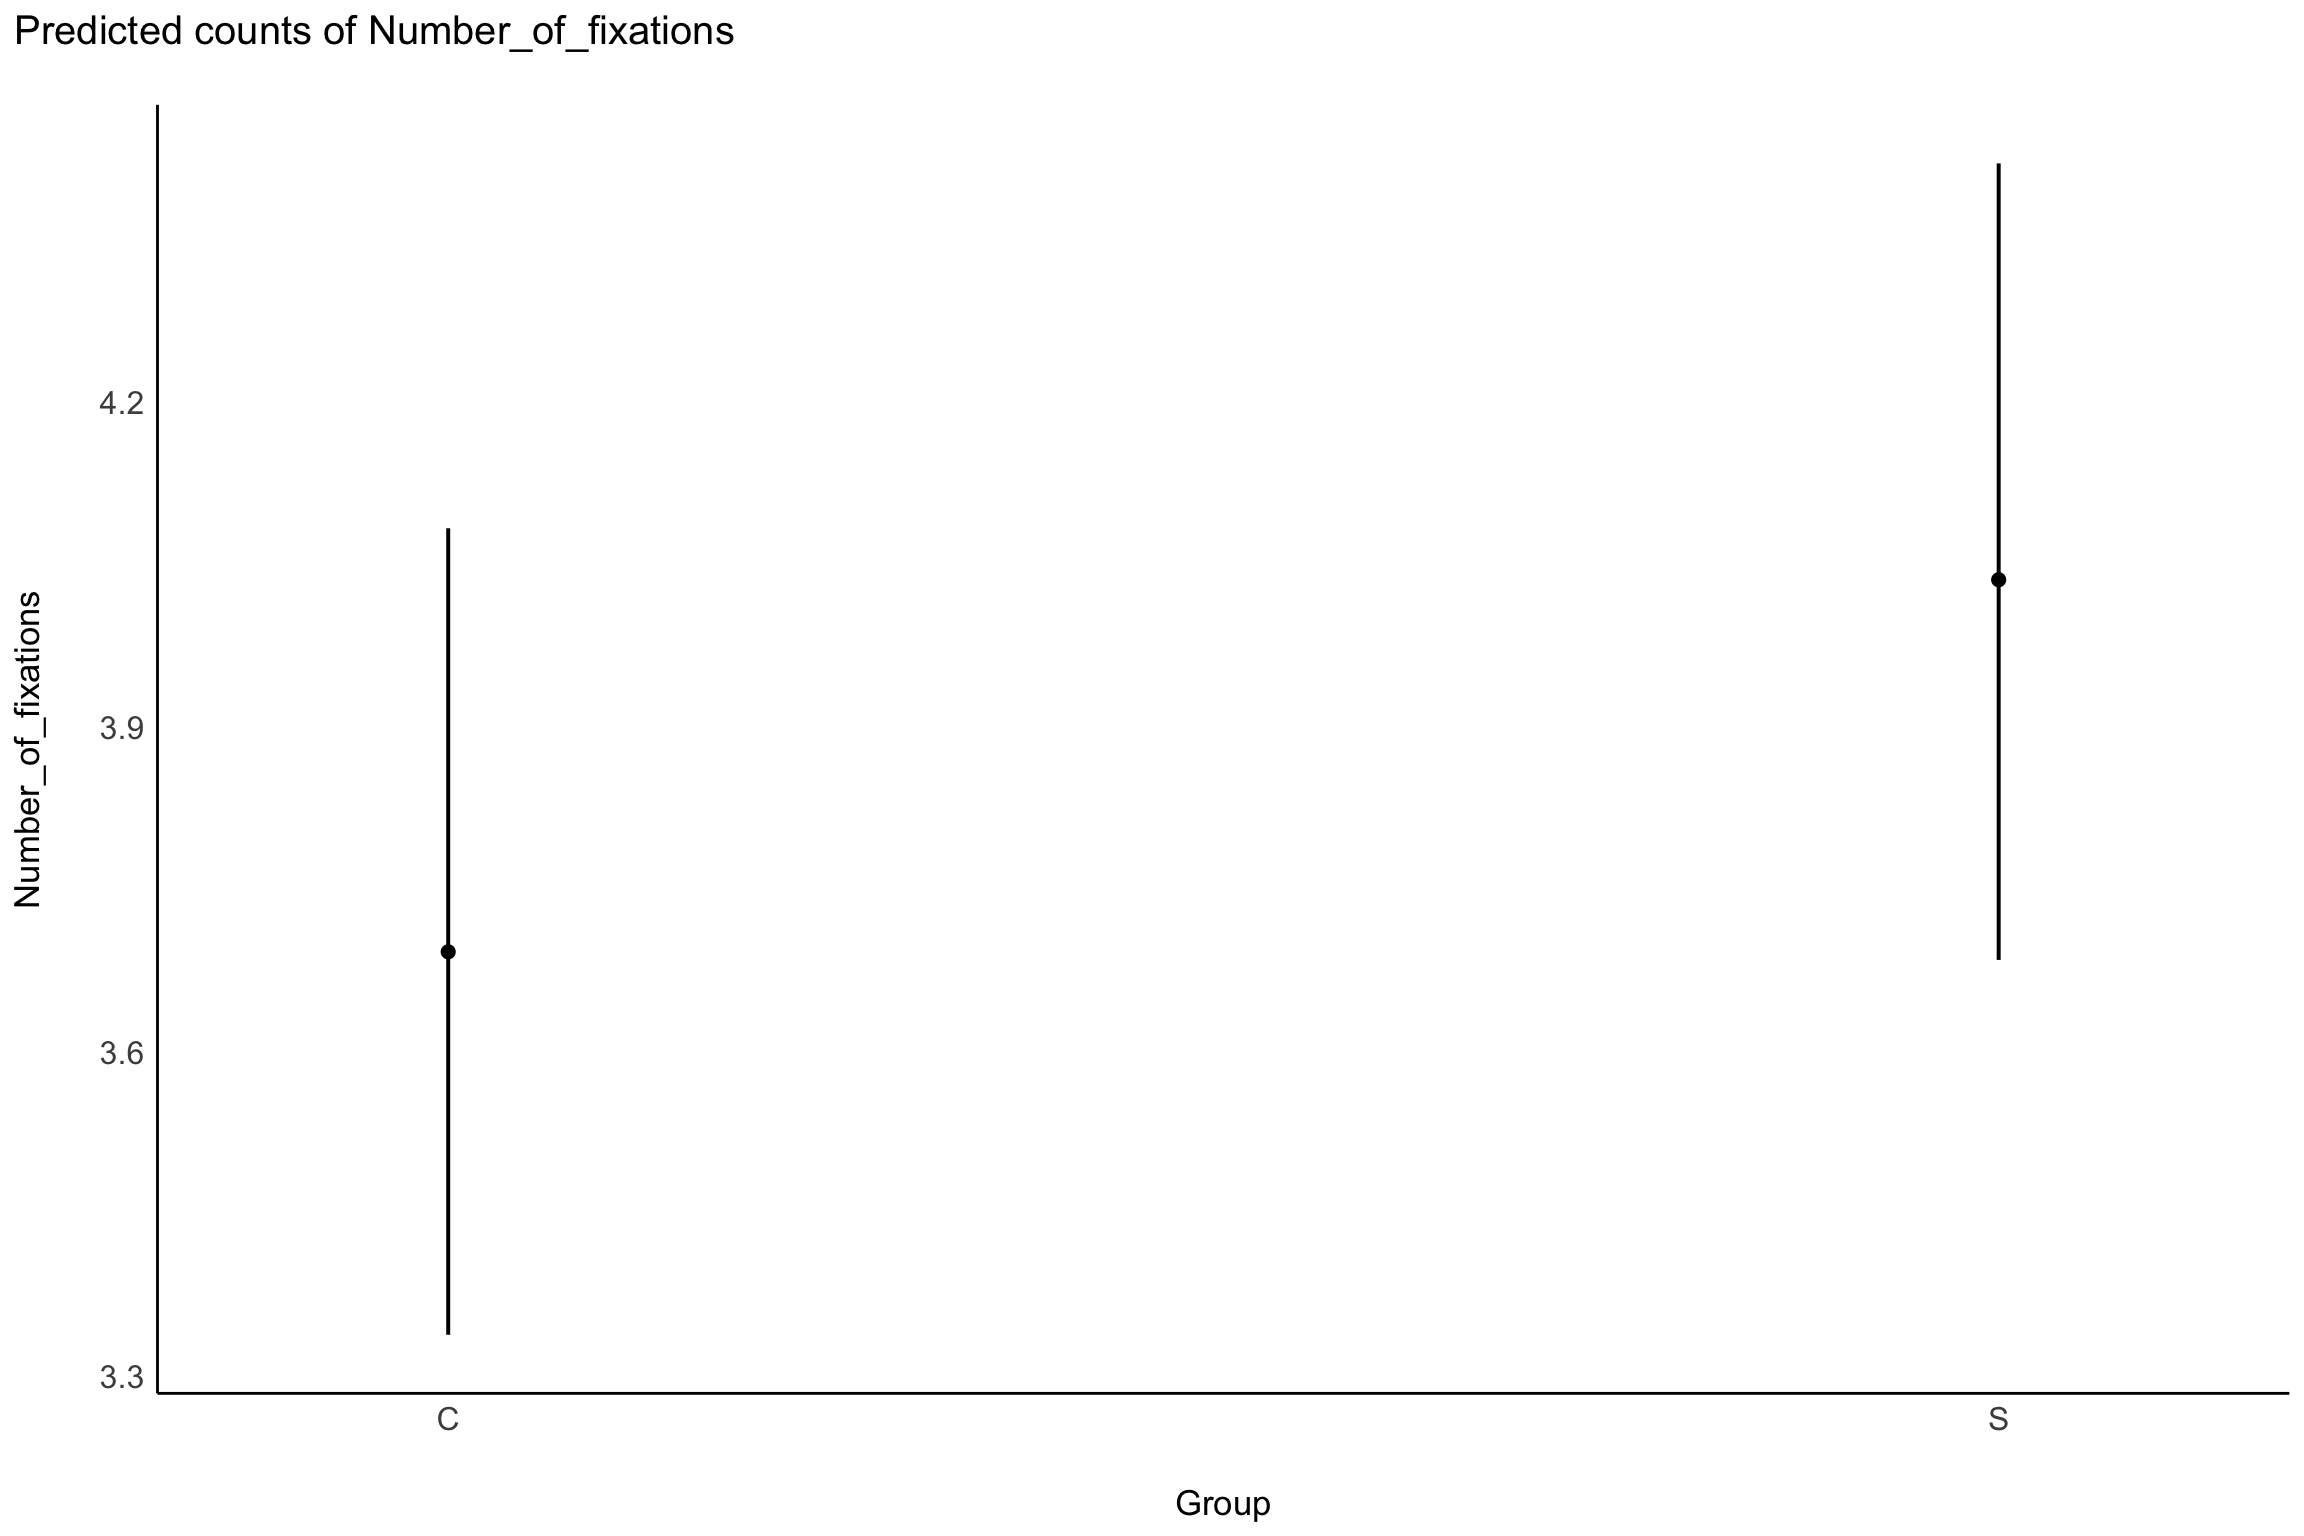 Predicted counts of Number_of_fixations
Number_of_fixations
4.2
3.9
3.6
3.3
C
S
Group